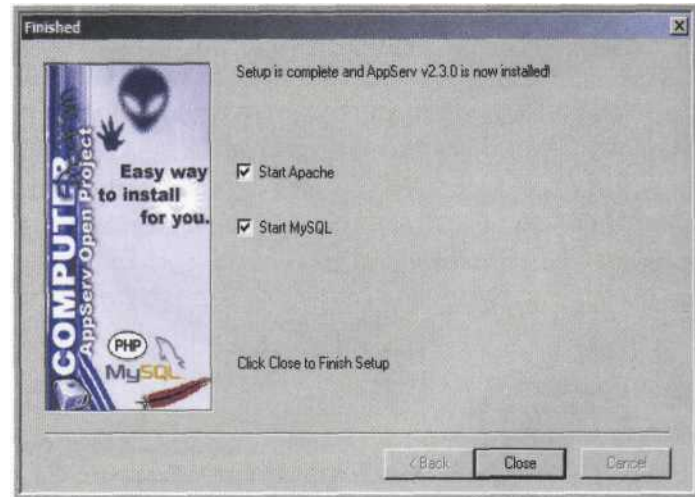 Finished
Setup is complete and AppServ v2.3.0 is now installed!
COMPUTER
AppServ Open Project
Easy way
to install
for you.
Start Apache
Start MySQL
PHP
MySQL
Click Close to Finish Setup
< Back
Close
Cancel